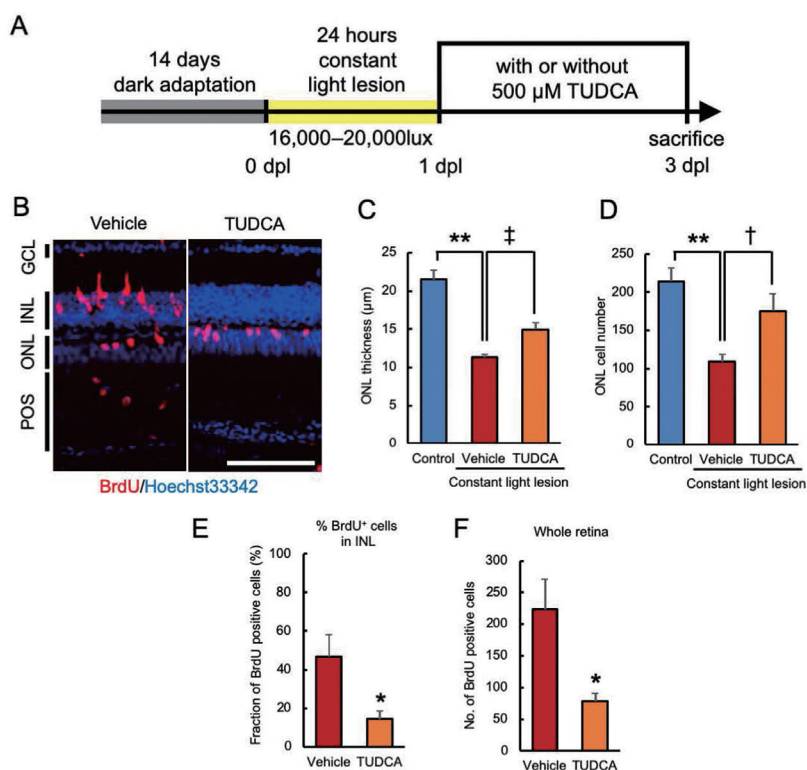 A
14 days
dark adaptation
24 hours
constant
light lesion
with or without
500 µM TUDCA
16,000–20,000lux
sacrifice
0 dpl
1 dpl
3 dpl
B
Vehicle
TUDCA
GCL
INL
ONL
POS
BrdU/Hoechst33342
C
** ‡
ONL thickness (µm)
25
20
15
10
5
0
Control Vehicle TUDCA
Constant light lesion
D
** †
ONL cell number
250
200
150
100
50
0
Control Vehicle TUDCA
Constant light lesion
E
% BrdU⁺ cells
in INL
Fraction of BrdU positive cells (%)
100
80
60
40
20
0
*
Vehicle TUDCA
F
Whole retina
No. of BrdU positive cells
300
250
200
150
100
50
0
*
Vehicle TUDCA